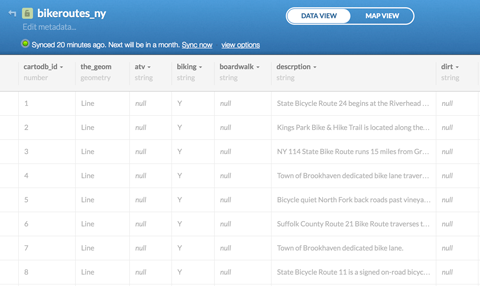 bikeroutes_ny
DATA VIEW MAP VIEW
Edit metadata...
Synced 20 minutes ago. Next will be in a month. Sync now view options
cartodb_id the_geom atv biking boardwalk descrption dirt
number geometry string string string string string
1 Line null Y null State Bicycle Route 24 begins at the Riverhead ... null
2 Line null Y null Kings Park Bike & Hike Trail is located along the... null
3 Line null Y null NY 114 State Bike Route runs 15 miles from Gr... null
4 Line null Y null Town of Brookhaven dedicated bike lane traver... null
5 Line null Y null Bicycle quiet North Fork back roads past vineya... null
6 Line null Y null Suffolk County Route 21 Bike Route traverses t... null
7 Line null Y null Town of Brookhaven dedicated bike lane. null
8 Line null Y null State Bicycle Route 11 is a signed on-road bicyc... null